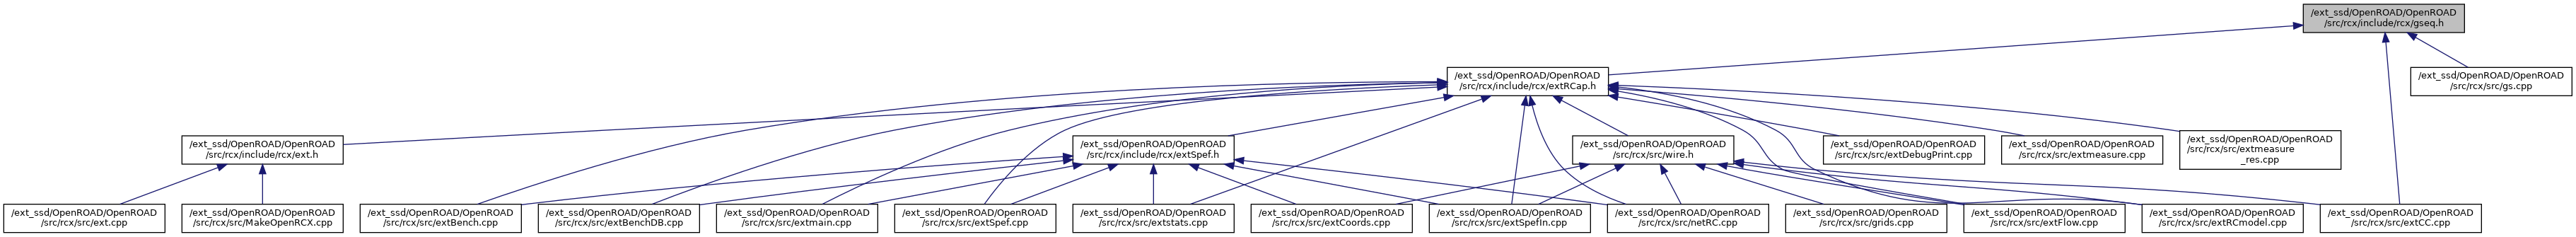 /ext_ssd/OpenROAD/OpenROAD
/src/rcx/include/rcx/gseq.h
/ext_ssd/OpenROAD/OpenROAD
/src/rcx/include/rcx/extRCap.h
/ext_ssd/OpenROAD/OpenROAD
/src/rcx/src/gs.cpp
/ext_ssd/OpenROAD/OpenROAD
/src/rcx/include/rcx/ext.h
/ext_ssd/OpenROAD/OpenROAD
/src/rcx/include/rcx/extSpef.h
/ext_ssd/OpenROAD/OpenROAD
/src/rcx/src/wire.h
/ext_ssd/OpenROAD/OpenROAD
/src/rcx/src/extDebugPrint.cpp
/ext_ssd/OpenROAD/OpenROAD
/src/rcx/src/extmeasure.cpp
/ext_ssd/OpenROAD/OpenROAD
/src/rcx/src/extmeasure
_res.cpp
/ext_ssd/OpenROAD/OpenROAD
/src/rcx/src/ext.cpp
/ext_ssd/OpenROAD/OpenROAD
/src/rcx/src/MakeOpenRCX.cpp
/ext_ssd/OpenROAD/OpenROAD
/src/rcx/src/extBench.cpp
/ext_ssd/OpenROAD/OpenROAD
/src/rcx/src/extBenchDB.cpp
/ext_ssd/OpenROAD/OpenROAD
/src/rcx/src/extmain.cpp
/ext_ssd/OpenROAD/OpenROAD
/src/rcx/src/extSpef.cpp
/ext_ssd/OpenROAD/OpenROAD
/src/rcx/src/extstats.cpp
/ext_ssd/OpenROAD/OpenROAD
/src/rcx/src/extCoords.cpp
/ext_ssd/OpenROAD/OpenROAD
/src/rcx/src/extSpefIn.cpp
/ext_ssd/OpenROAD/OpenROAD
/src/rcx/src/netRC.cpp
/ext_ssd/OpenROAD/OpenROAD
/src/rcx/src/grids.cpp
/ext_ssd/OpenROAD/OpenROAD
/src/rcx/src/extFlow.cpp
/ext_ssd/OpenROAD/OpenROAD
/src/rcx/src/extRCmodel.cpp
/ext_ssd/OpenROAD/OpenROAD
/src/rcx/src/extCC.cpp